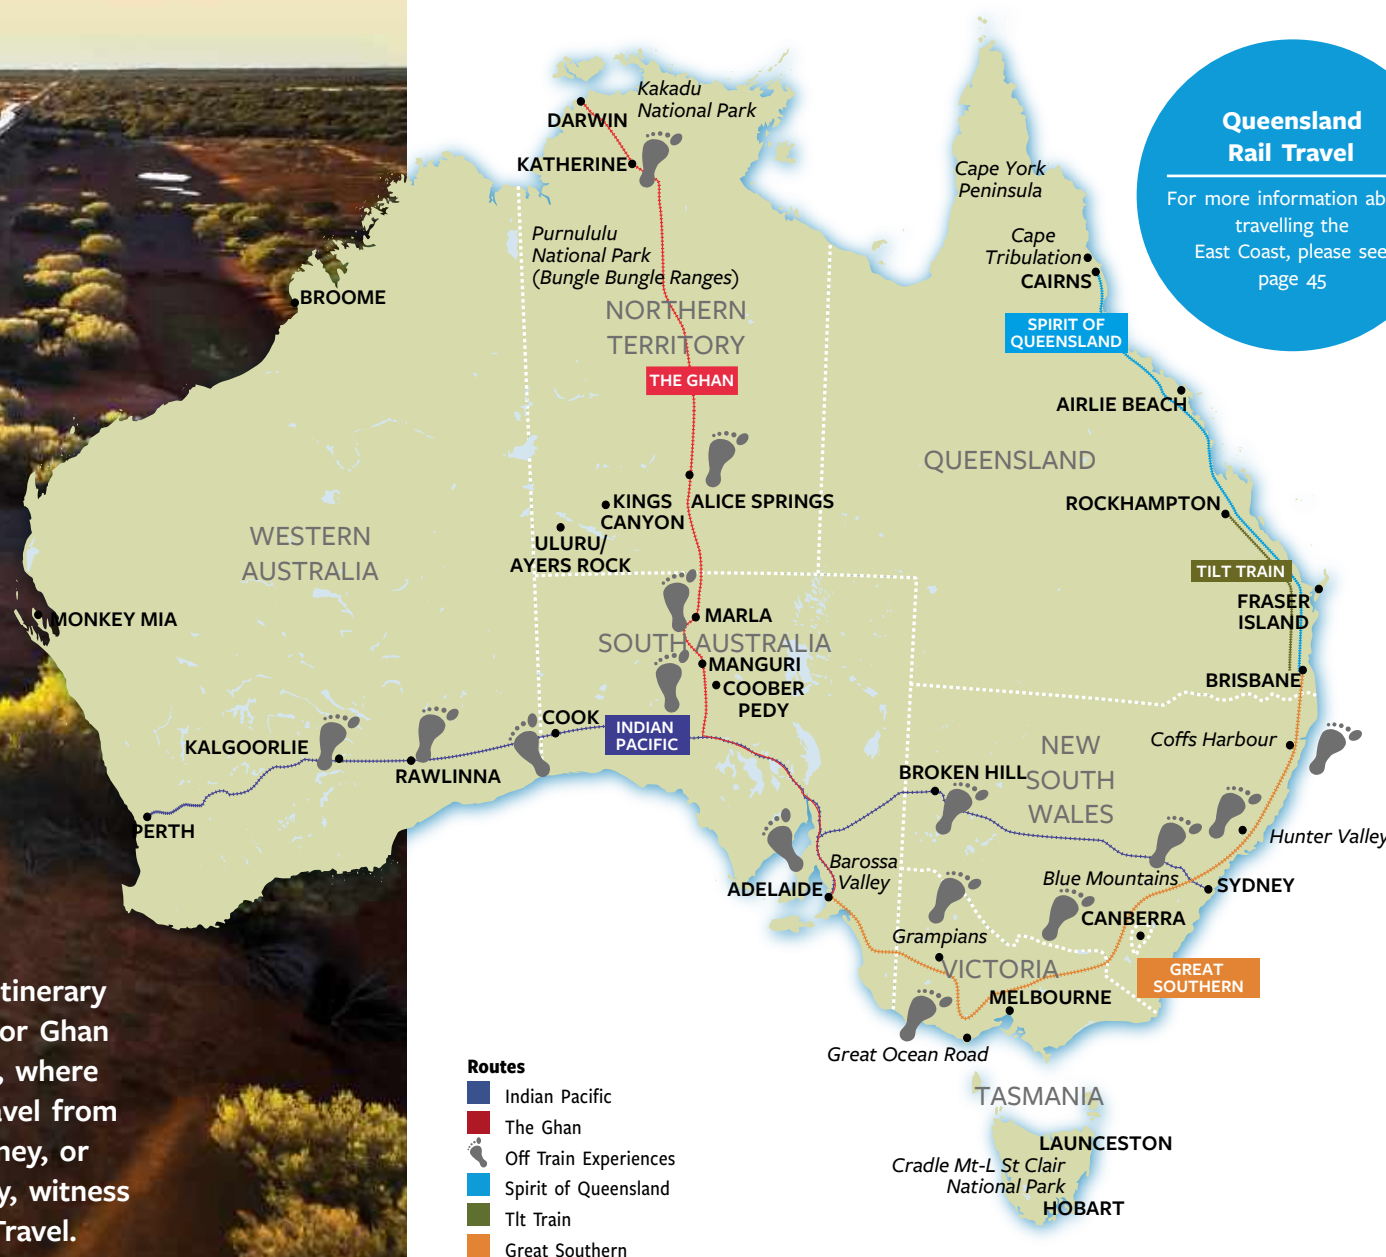 Kakadu
National Park
DARWIN
KATHERINE
Cape York
Peninsula
Queensland
Rail Travel
For more information ab
travelling the
East Coast, please see
page 45
Purnululu
National Park
(Bungle Bungle Ranges)
Cape
Tribulation
CAIRNS
BROOME
NORTHERN
TERRITORY
SPIRIT OF
QUEENSLAND
THE GHAN
AIRLIE BEACH
QUEENSLAND
KINGS
CANYON
ALICE SPRINGS
ROCKHAMPTON
WESTERN
AUSTRALIA
ULURU/
AYERS ROCK
TILT TRAIN
FRASER
ISLAND
MONKEY MIA
MARLA
SOUTH AUSTRALIA
MANGURI
COOBER
PEDY
BRISBANE
COOK
INDIAN
PACIFIC
KALGOORLIE
RAWLINNA
NEW
SOUTH
WALES
Coffs Harbour
BROKEN HILL
PERTH
Hunter Valley
Barossa
Valley
ADELAIDE
Blue Mountains
SYDNEY
CANBERRA
Grampians
VICTORIA
GREAT
SOUTHERN
MELBOURNE
Great Ocean Road
tinerary
or Ghan
, where
avel from
ney, or
y, witness
Travel.
Routes
Indian Pacific
The Ghan
Off Train Experiences
Spirit of Queensland
Tlt Train
Great Southern
TASMANIA
LAUNCESTON
Cradle Mt-L St Clair
National Park
HOBART